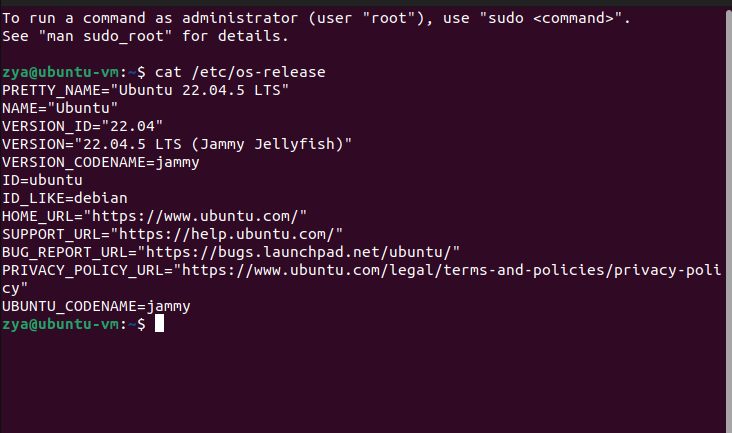 To run a command as administrator (user "root"), use "sudo <command>".
See "man sudo_root" for details.
zya@ubuntu-vm:~$ cat /etc/os-release
PRETTY_NAME="Ubuntu 22.04.5 LTS"
NAME="Ubuntu"
VERSION_ID="22.04"
VERSION="22.04.5 LTS (Jammy Jellyfish)"
VERSION_CODENAME=jammy
ID=ubuntu
ID_LIKE=debian
HOME_URL="https://www.ubuntu.com/"
SUPPORT_URL="https://help.ubuntu.com/"
BUG_REPORT_URL="https://bugs.launchpad.net/ubuntu/"
PRIVACY_POLICY_URL="https://www.ubuntu.com/legal/terms-and-policies/privacy-poli
cy"
UBUNTU_CODENAME=jammy
zya@ubuntu-vm:~$